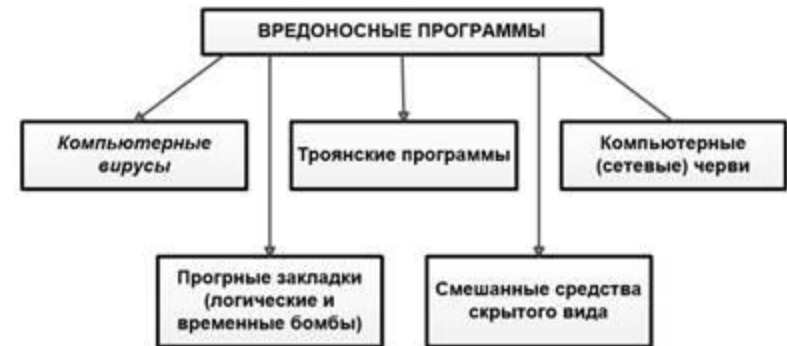 ВРЕДОНОСНЫЕ ПРОГРАММЫ
Компьютерные
вирусы
Троянские программы
Компьютерные
(сетевые) черви
Прогрные закладки
(логические и
временные бомбы)
Смешанные средства
скрытого вида